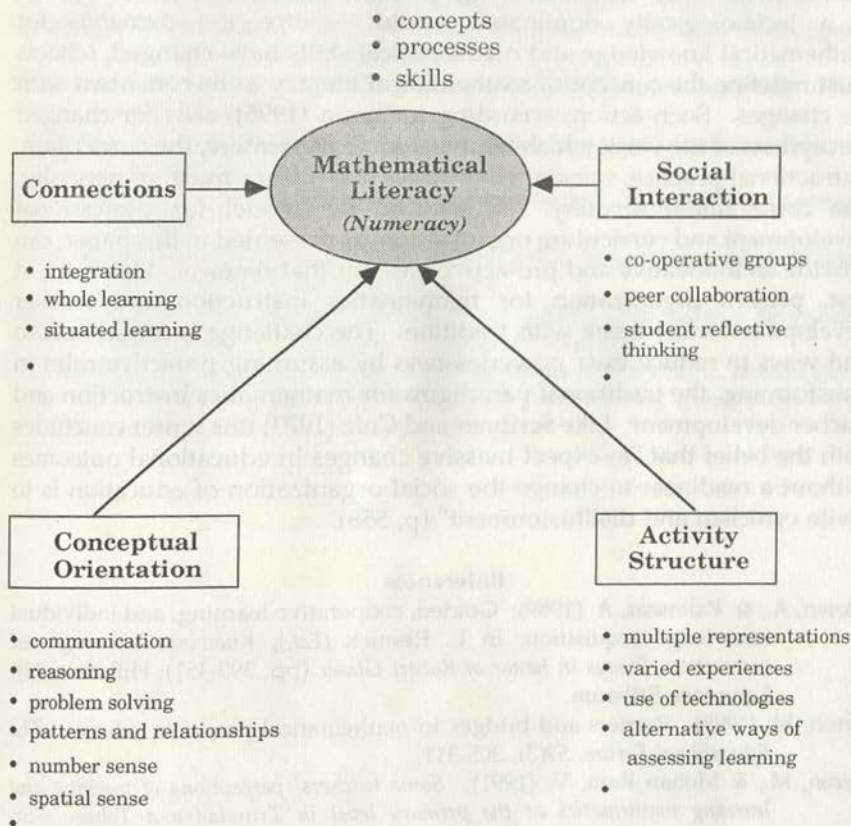 • concepts
• processes
• skills
Mathematical
Literacy
(Numeracy)
Connections
• integration
• whole learning
• situated learning
•
Social
Interaction
• co-operative groups
• peer collaboration
• student reflective
thinking
Conceptual
Orientation
• communication
• reasoning
• problem solving
• patterns and relationships
• number sense
• spatial sense
•
Activity
Structure
• multiple representations
• varied experiences
• use of technologies
• alternative ways of
assessing learning
•